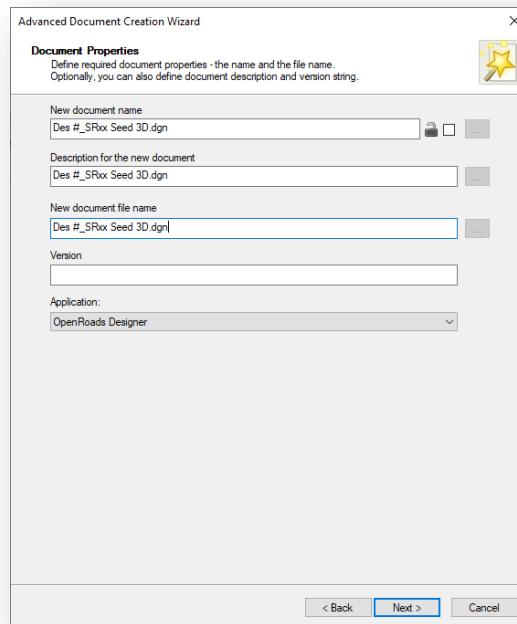 Advanced Document Creation Wizard
Document Properties
Define required document properties - the name and the file name.
Optionally, you can also define document description and version string.
New document name
Des #_SRxx Seed 3D.dgn
...
Description for the new document
Des #_SRxx Seed 3D.dgn
...
New document file name
Des #_SRxx Seed 3D.dgn
...
Version
Application:
OpenRoads Designer
< Back
Next >
Cancel